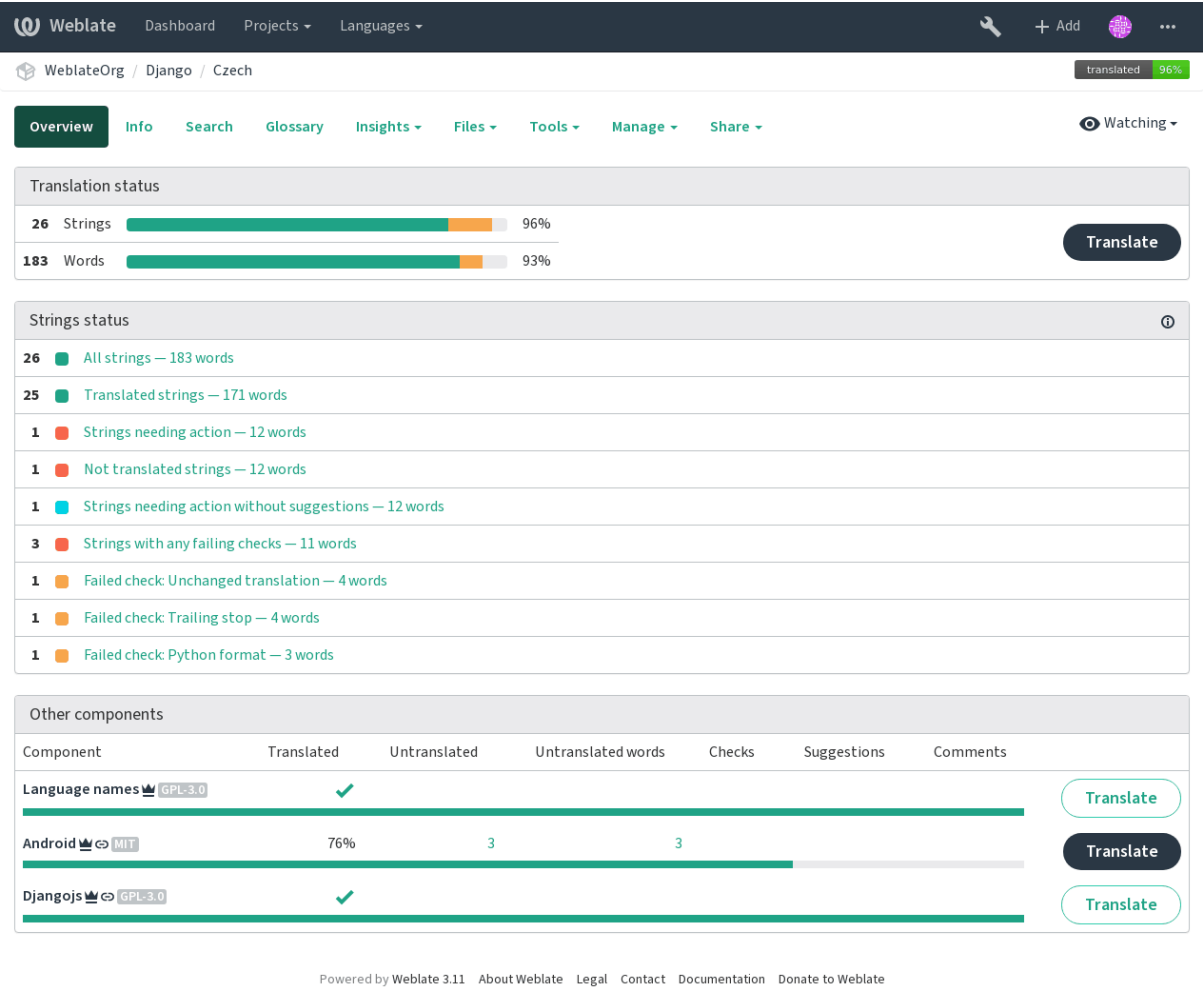 Weblate Dashboard Projects Languages Add
WeblateOrg / Django / Czech translated 96%
Overview Info Search Glossary Insights Files Tools Manage Share Watching
Translation status
26 Strings 96%
Translate
183 Words 93%
Strings status
26 All strings — 183 words
25 Translated strings — 171 words
1 Strings needing action — 12 words
1 Not translated strings — 12 words
1 Strings needing action without suggestions — 12 words
3 Strings with any failing checks — 11 words
1 Failed check: Unchanged translation — 4 words
1 Failed check: Trailing stop — 4 words
1 Failed check: Python format — 3 words
Other components
Component Translated Untranslated Untranslated words Checks Suggestions Comments
Language names GPL-3.0 Translate
Android MIT 76% 3 3 Translate
Djangojs GPL-3.0 Translate
Powered by Weblate 3.11 About Weblate Legal Contact Documentation Donate to Weblate